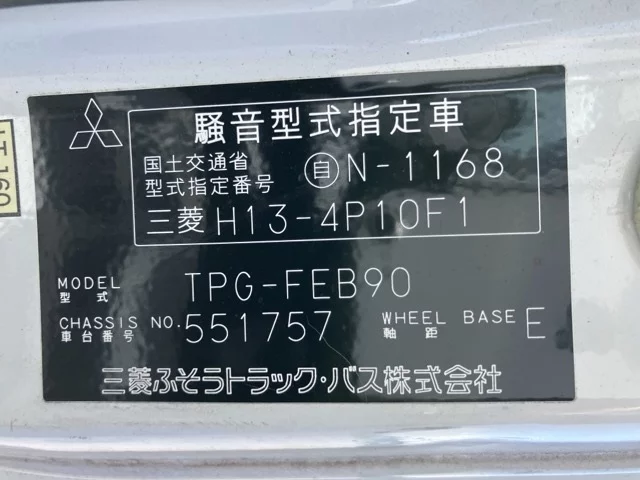 騒音型式指定車
国土交通省
型式指定番号 自N-1168
三菱 H13-4P10F1
MODEL 型式 TPG-FEB90
CHASSIS NO. 車台番号 551757 WHEEL BASE 軸距 E
三菱ふそうトラック・バス株式会社